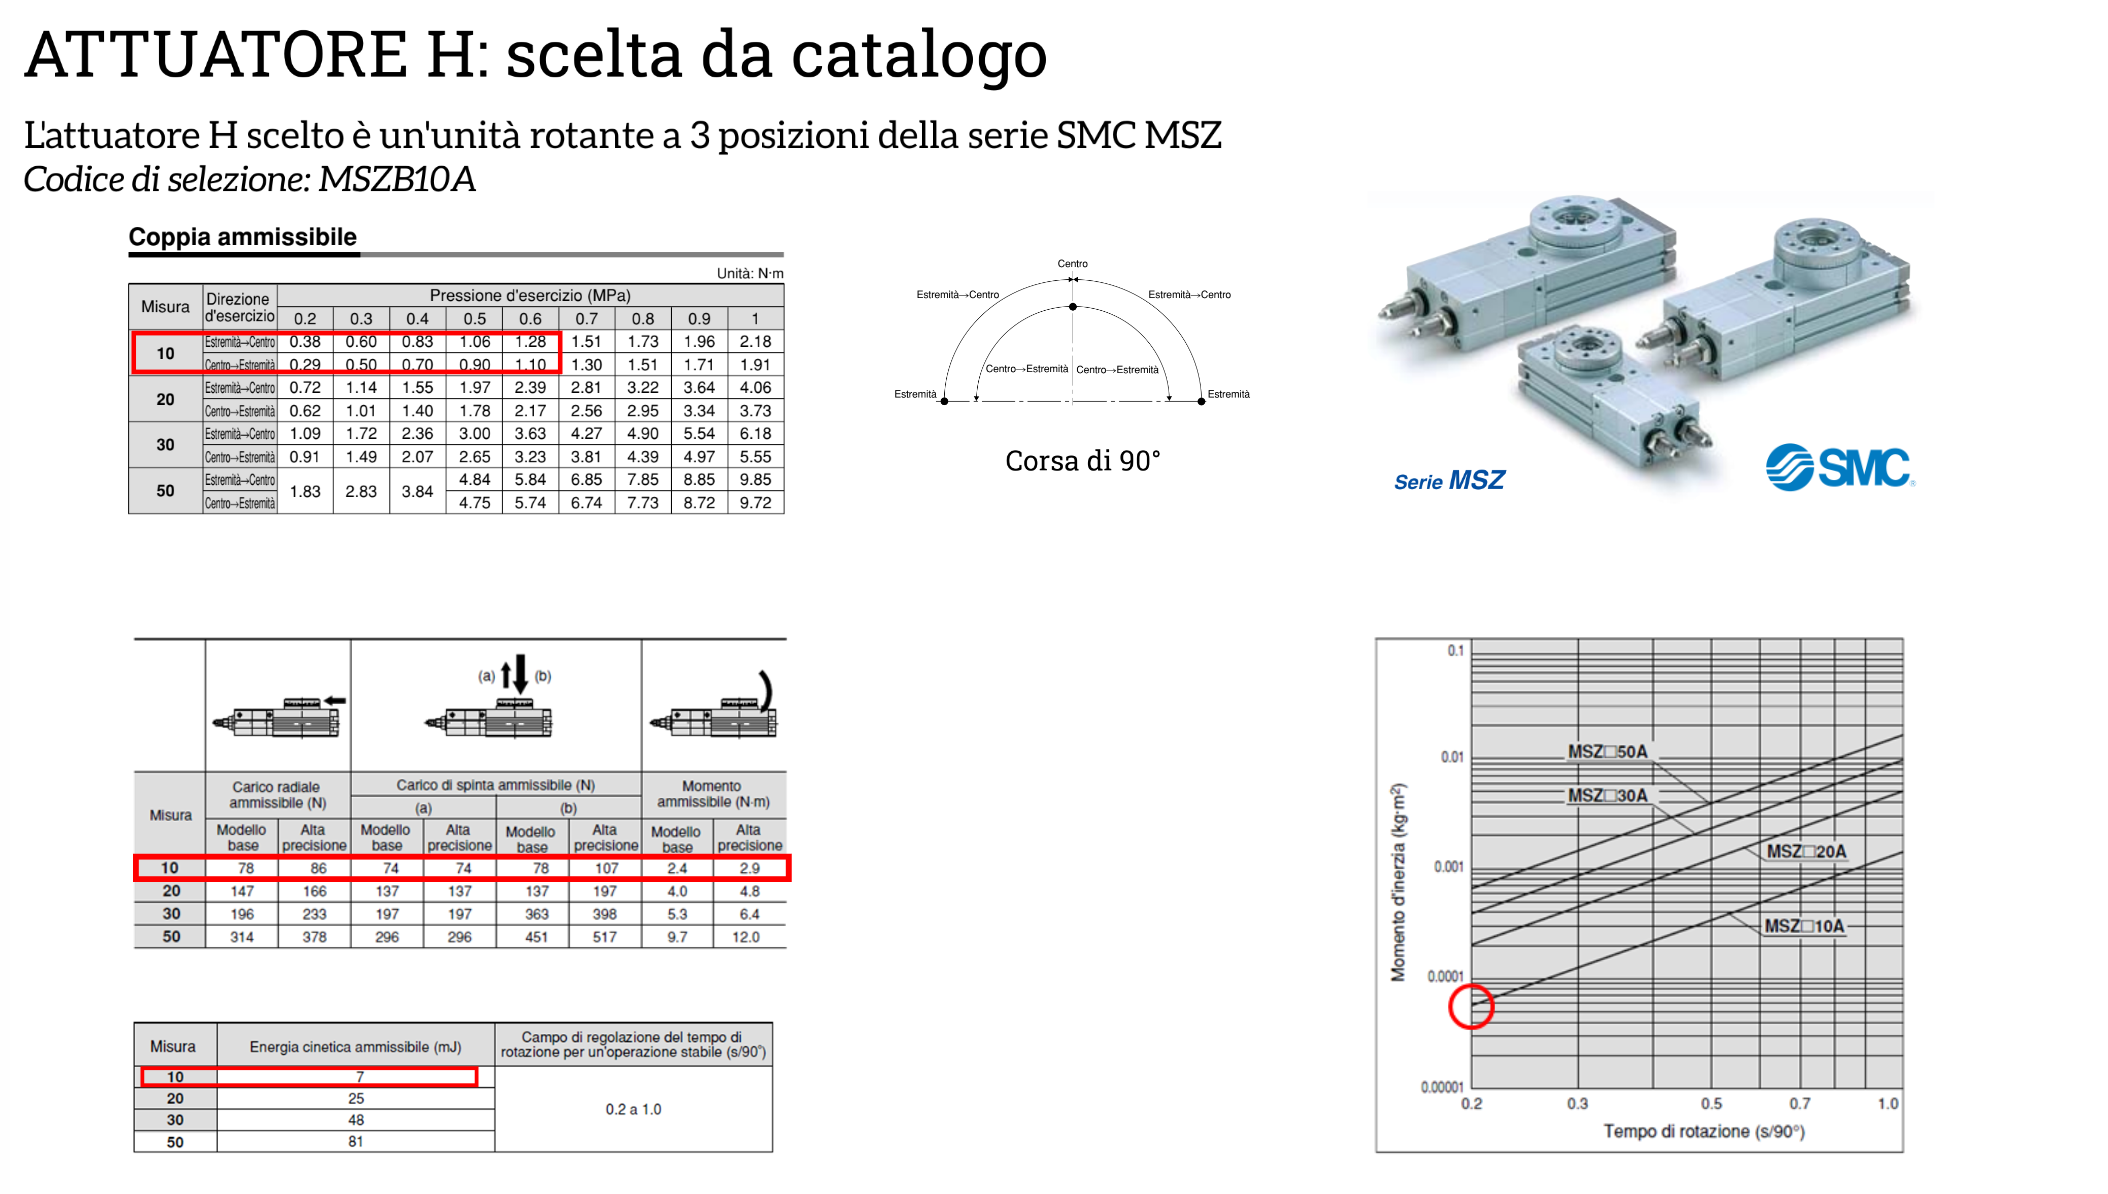 ATTUATORE H: scelta da catalogo
L'attuatore H scelto è un'unità rotante a 3 posizioni della serie SMC MSZ
Codice di selezione: MSZB10A
Coppia ammissibile
Unità: N·m
Misura Direzione d'esercizio Pressione d'esercizio (MPa)
0.2 0.3 0.4 0.5 0.6 0.7 0.8 0.9 1
10 Estremità→Centro 0.38 0.60 0.83 1.06 1.28 1.51 1.73 1.96 2.18
Centro→Estremità 0.29 0.50 0.70 0.90 1.10 1.30 1.51 1.71 1.91
20 Estremità→Centro 0.72 1.14 1.55 1.97 2.39 2.81 3.22 3.64 4.06
Centro→Estremità 0.62 1.01 1.40 1.78 2.17 2.56 2.95 3.34 3.73
30 Estremità→Centro 1.09 1.72 2.36 3.00 3.63 4.27 4.90 5.54 6.18
Centro→Estremità 0.91 1.49 2.07 2.65 3.23 3.81 4.39 4.97 5.55
50 Estremità→Centro 1.83 2.83 3.84 4.84 5.84 6.85 7.85 8.85 9.85
Centro→Estremità 4.75 5.74 6.74 7.73 8.72 9.72
Centro
Estremità→Centro Estremità→Centro
Centro→Estremità Centro→Estremità
Estremità Estremità
Corsa di 90°
Serie MSZ
SMC
(a) (b)
Misura
Carico radiale ammissibile (N)
Carico di spinta ammissibile (N)
Momento ammissibile (N·m)
(a) (b)
Modello base Alta precisione Modello base Alta precisione Modello base Alta precisione Modello base Alta precisione
10 78 86 74 74 78 107 2.4 2.9
20 147 166 137 137 137 197 4.0 4.8
30 196 233 197 197 363 398 5.3 6.4
50 314 378 296 296 451 517 9.7 12.0
Misura Energia cinetica ammissibile (mJ) Campo di regolazione del tempo di
rotazione per un'operazione stabile (s/90°)
10 7
20 25
30 48
50 81
0.2 a 1.0
Momento d'inerzia (kg·m²)
0.1
0.01
0.001
0.0001
0.00001
MSZ□50A
MSZ□30A
MSZ□20A
MSZ□10A
0.2 0.3 0.5 0.7 1.0
Tempo di rotazione (s/90°)